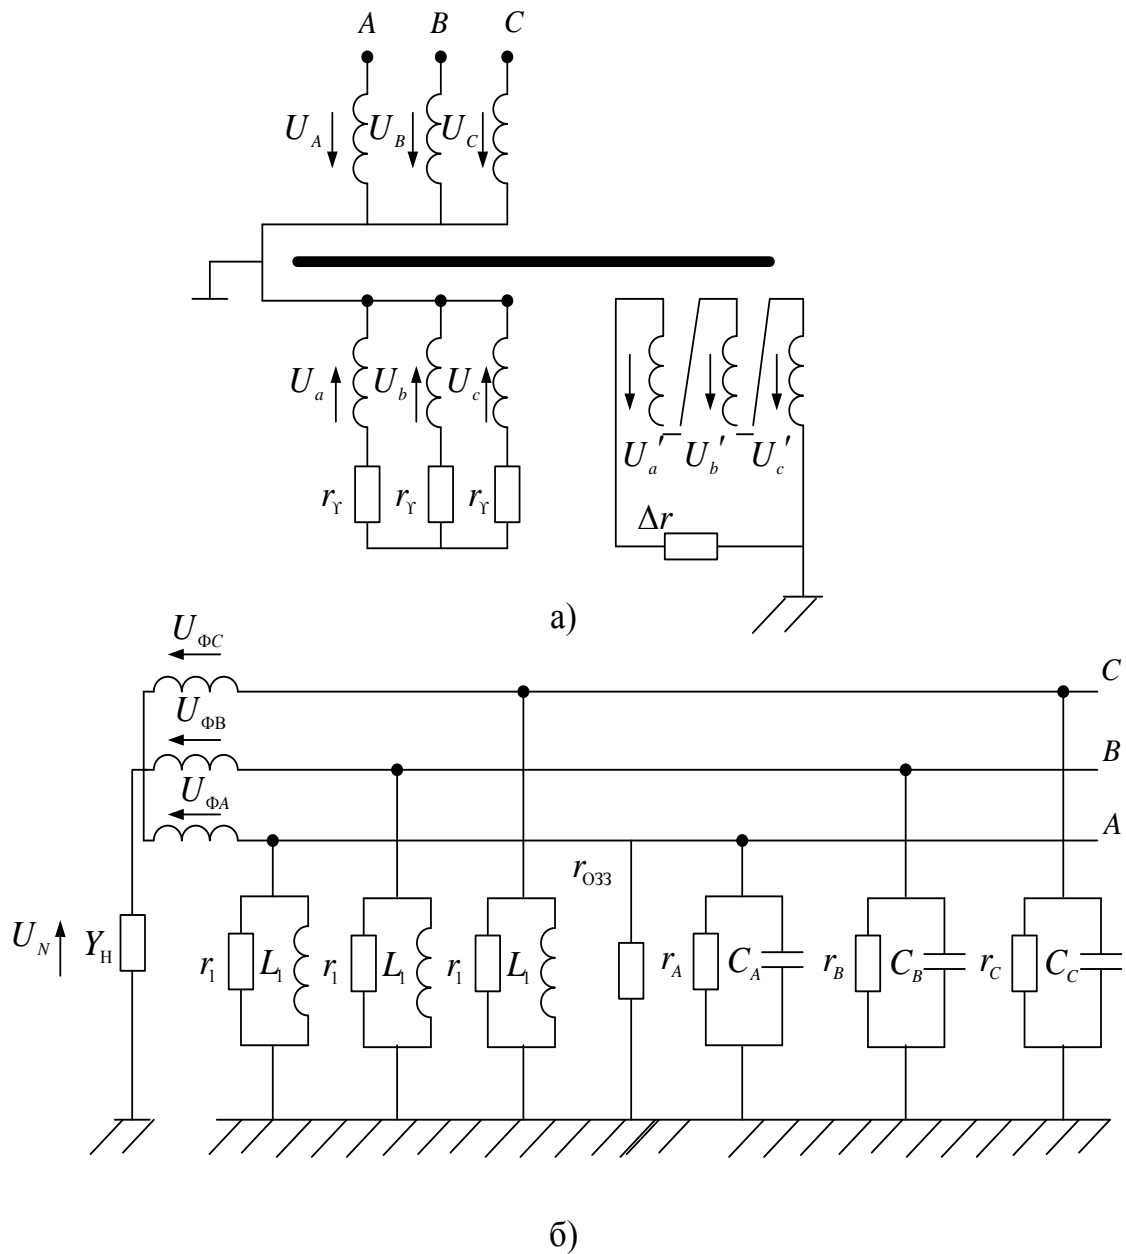 A B C
U_A U_B U_C
U_a U_b U_c
U_a′ U_b′ U_c′
r_Y r_Y r_Y
Δr
а)
U_ФC
C
U_ФВ
B
U_ФA
A
r_ОЗЗ
U_N Y_Н r_1 L_1 r_1 L_1 r_1 L_1 r_A C_A r_B C_B r_C C_C
б)